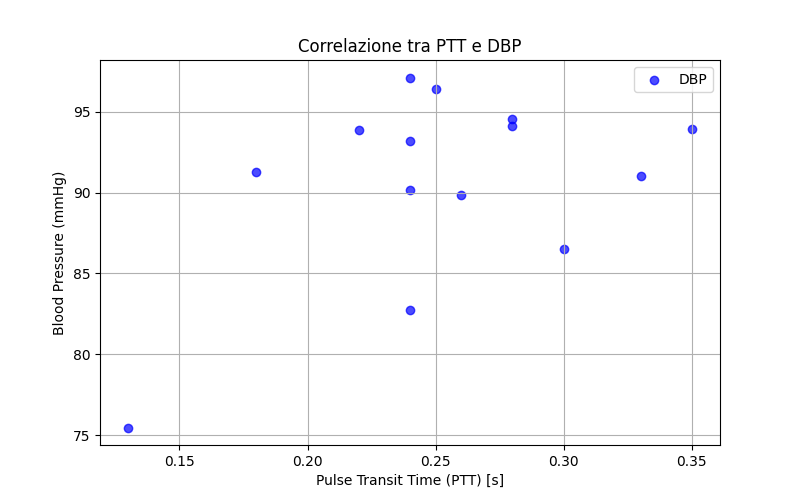 Correlazione tra PTT e DBP
DBP
Blood Pressure (mmHg)
95
90
85
80
75
0.15 0.20 0.25 0.30 0.35
Pulse Transit Time (PTT) [s]